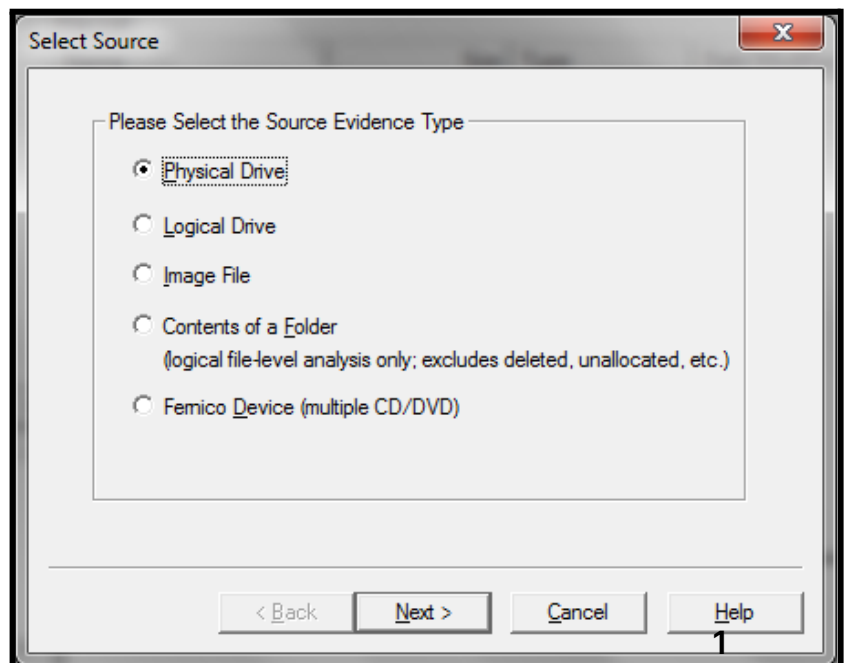 Select Source
Please Select the Source Evidence Type
Physical Drive
Logical Drive
Image File
Contents of a Folder
(logical file-level analysis only; excludes deleted, unallocated, etc.)
Fernico Device (multiple CD/DVD)
< Back
Next >
Cancel
Help
1